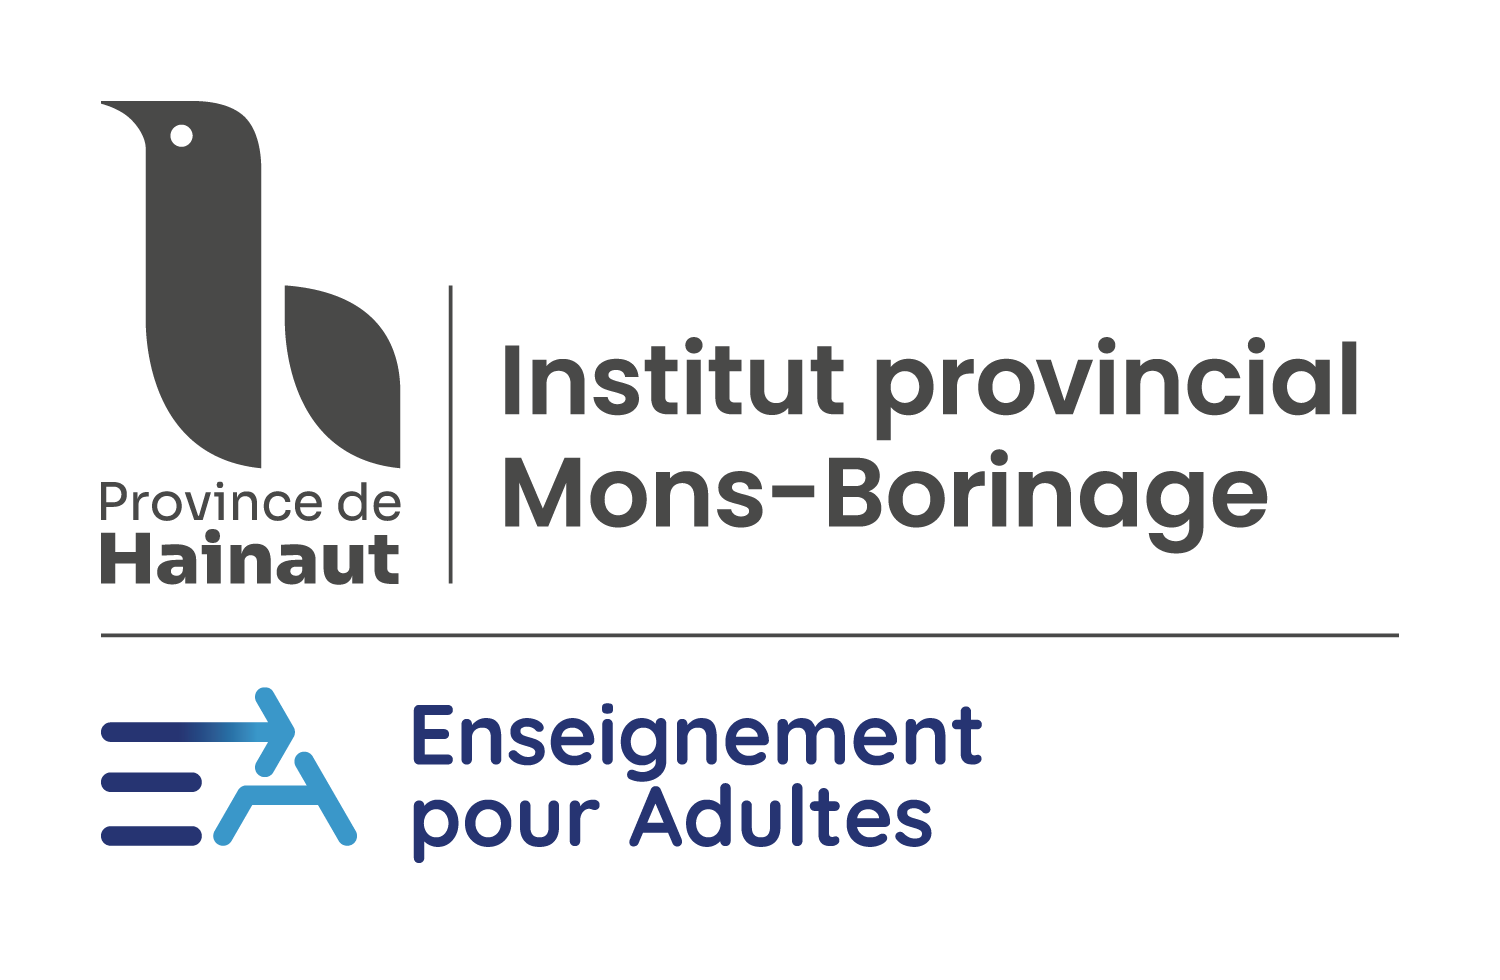 Province de
Hainaut
Institut provincial
Mons-Borinage
Enseignement
pour Adultes